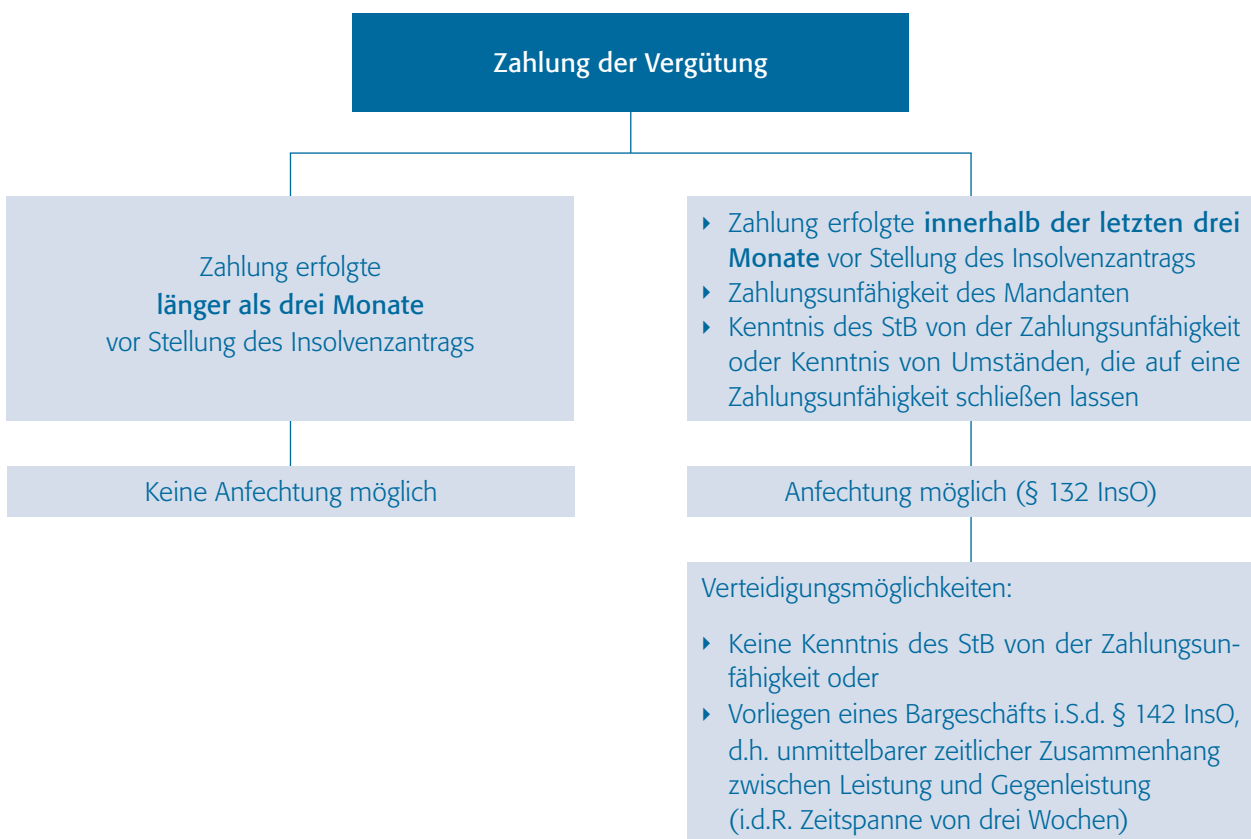 Zahlung der Vergütung
Zahlung erfolgte
länger als drei Monate
vor Stellung des Insolvenzantrags
Keine Anfechtung möglich
‣ Zahlung erfolgte innerhalb der letzten drei
Monate vor Stellung des Insolvenzantrags
‣ Zahlungsunfähigkeit des Mandanten
‣ Kenntnis des StB von der Zahlungsunfähigkeit
oder Kenntnis von Umständen, die auf eine
Zahlungsunfähigkeit schließen lassen
Anfechtung möglich (§ 132 InsO)
Verteidigungsmöglichkeiten:
‣ Keine Kenntnis des StB von der Zahlungsun-
fähigkeit oder
‣ Vorliegen eines Bargeschäfts i.S.d. § 142 InsO,
d.h. unmittelbarer zeitlicher Zusammenhang
zwischen Leistung und Gegenleistung
(i.d.R. Zeitspanne von drei Wochen)